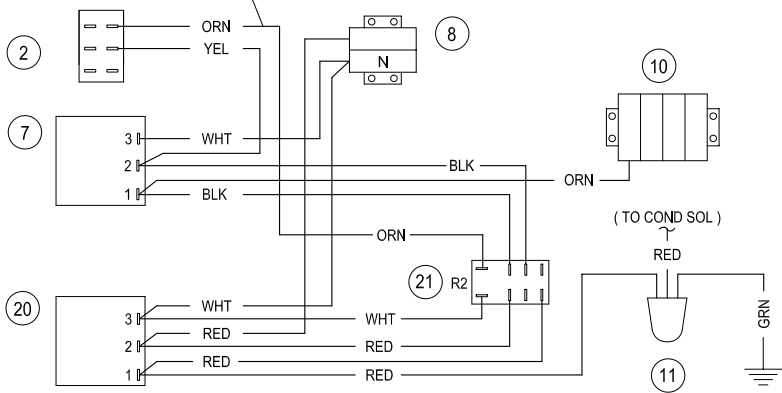 ORN
2
YEL
8
N
10
7
3
WHT
2
BLK
1
BLK
ORN
( TO COND SOL )
ORN
RED
21
R2
20
3
WHT
WHT
GRN
RED
2
RED
RED
1
RED
11